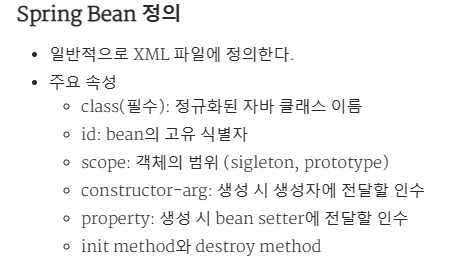 Spring Bean 정의
일반적으로 XML 파일에 정의한다.
주요 속성
class(필수): 정규화된 자바 클래스 이름
id: bean의 고유 식별자
scope: 객체의 범위 (sigleton, prototype)
constructor-arg: 생성 시 생성자에 전달할 인수
property: 생성 시 bean setter에 전달할 인수
init method와 destroy method